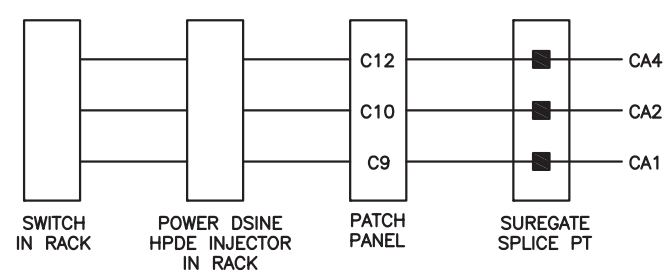 C12
CA4
C10
CA2
C9
CA1
SWITCH
IN RACK
POWER DSINE
HPDE INJECTOR
IN RACK
PATCH
PANEL
SUREGATE
SPLICE PT